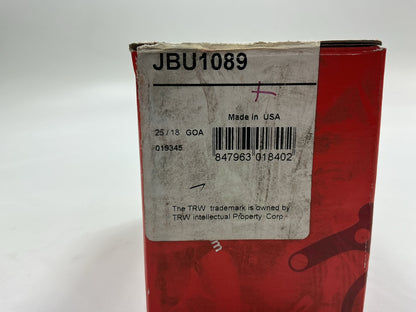 JBU1089
Made in USA
25 / 18 GOA
019345
847963 018402
The TRW trademark is owned by
TRW intellectual Property Corp.